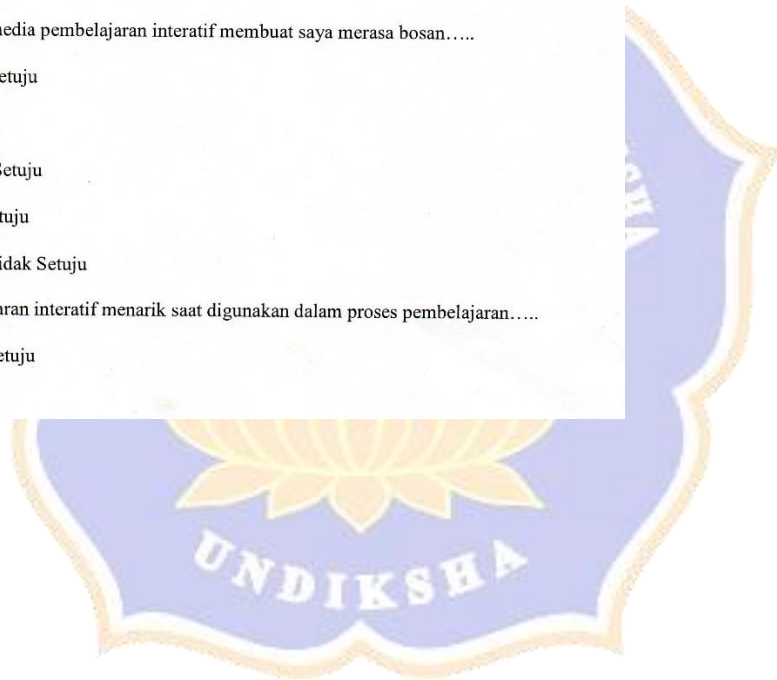 edia pembelajaran interatif membuat saya merasa bosan…..
etuju
Setuju
tuju
idak Setuju
aran interatif menarik saat digunakan dalam proses pembelajaran…..
etuju
UNDIKSHA